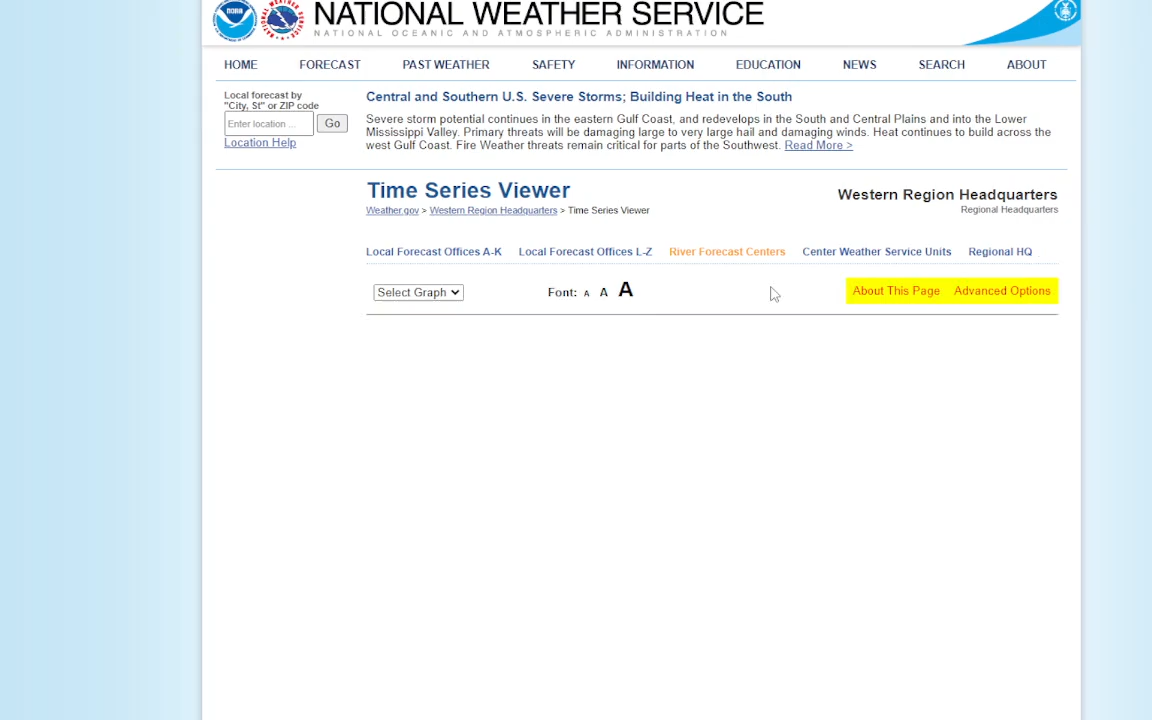 NOAA
NATIONAL WEATHER SERVICE
NATIONAL OCEANIC AND ATMOSPHERIC ADMINISTRATION
HOME FORECAST PAST WEATHER SAFETY INFORMATION EDUCATION NEWS SEARCH ABOUT
Local forecast by
"City, St" or ZIP code
Enter location ...
Go
Location Help
Central and Southern U.S. Severe Storms; Building Heat in the South
Severe storm potential continues in the eastern Gulf Coast, and redevelops in the South and Central Plains and into the Lower
Mississippi Valley. Primary threats will be damaging large to very large hail and damaging winds. Heat continues to build across the
west Gulf Coast. Fire Weather threats remain critical for parts of the Southwest. Read More >
Time Series Viewer
Weather.gov > Western Region Headquarters > Time Series Viewer
Western Region Headquarters
Regional Headquarters
Local Forecast Offices A-K Local Forecast Offices L-Z River Forecast Centers Center Weather Service Units Regional HQ
Select Graph Font: A A A About This Page Advanced Options